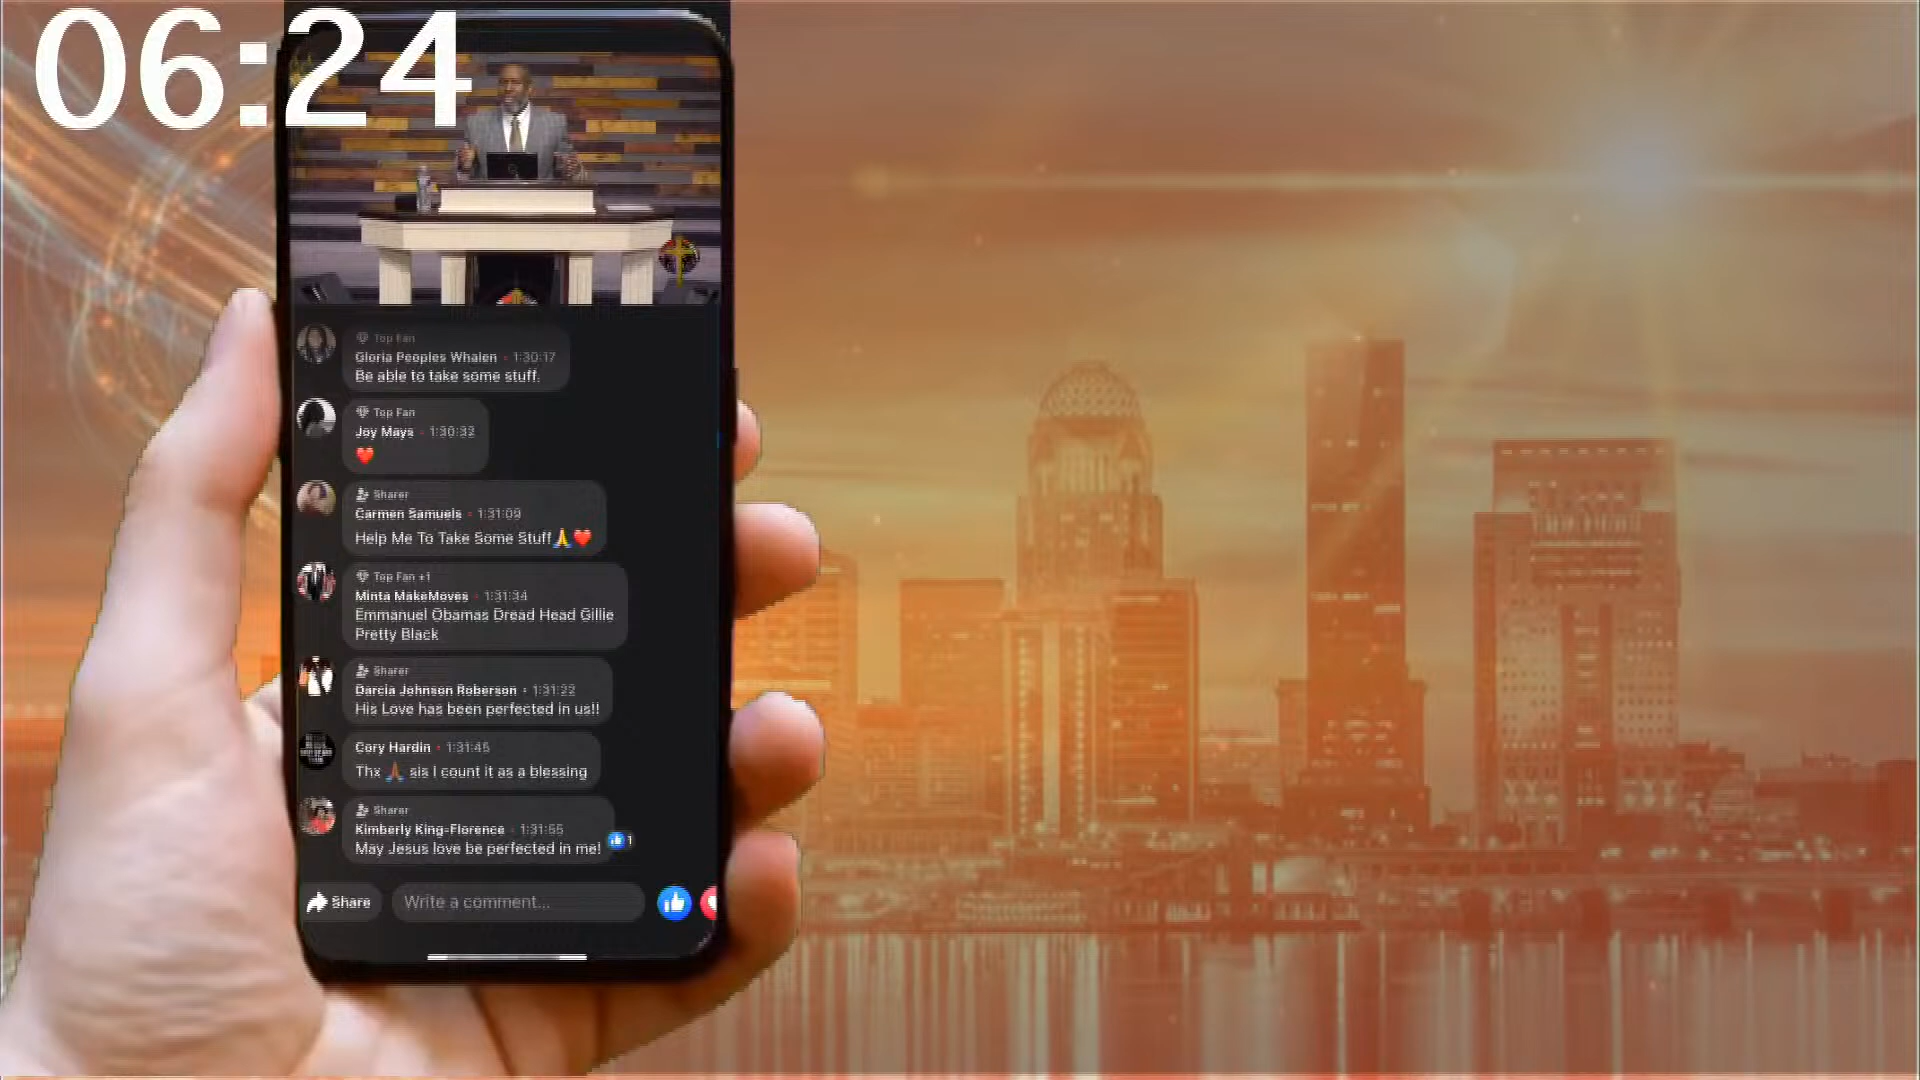 06:24
Top Fan
Gloria Peoples Whalen · 1:30:17
Be able to take some stuff.
Top Fan
Joy Mays · 1:30:32
❤️
Sharer
Carmen Samuels · 1:31:09
Help Me To Take Some Stuff🙏❤️
Top Fan +1
Minta MakeMoves · 1:31:34
Emmanuel Obamas Dread Head Gillie
Pretty Black
Sharer
Darcia Johnson Roberson · 1:31:22
His Love has been perfected in us!!
Cory Hardin · 1:31:45
Thx 🙏🏾 sis I count it as a blessing
Sharer
Kimberly King-Florence · 1:31:55
May Jesus love be perfected in me!
1
Share
Write a comment...